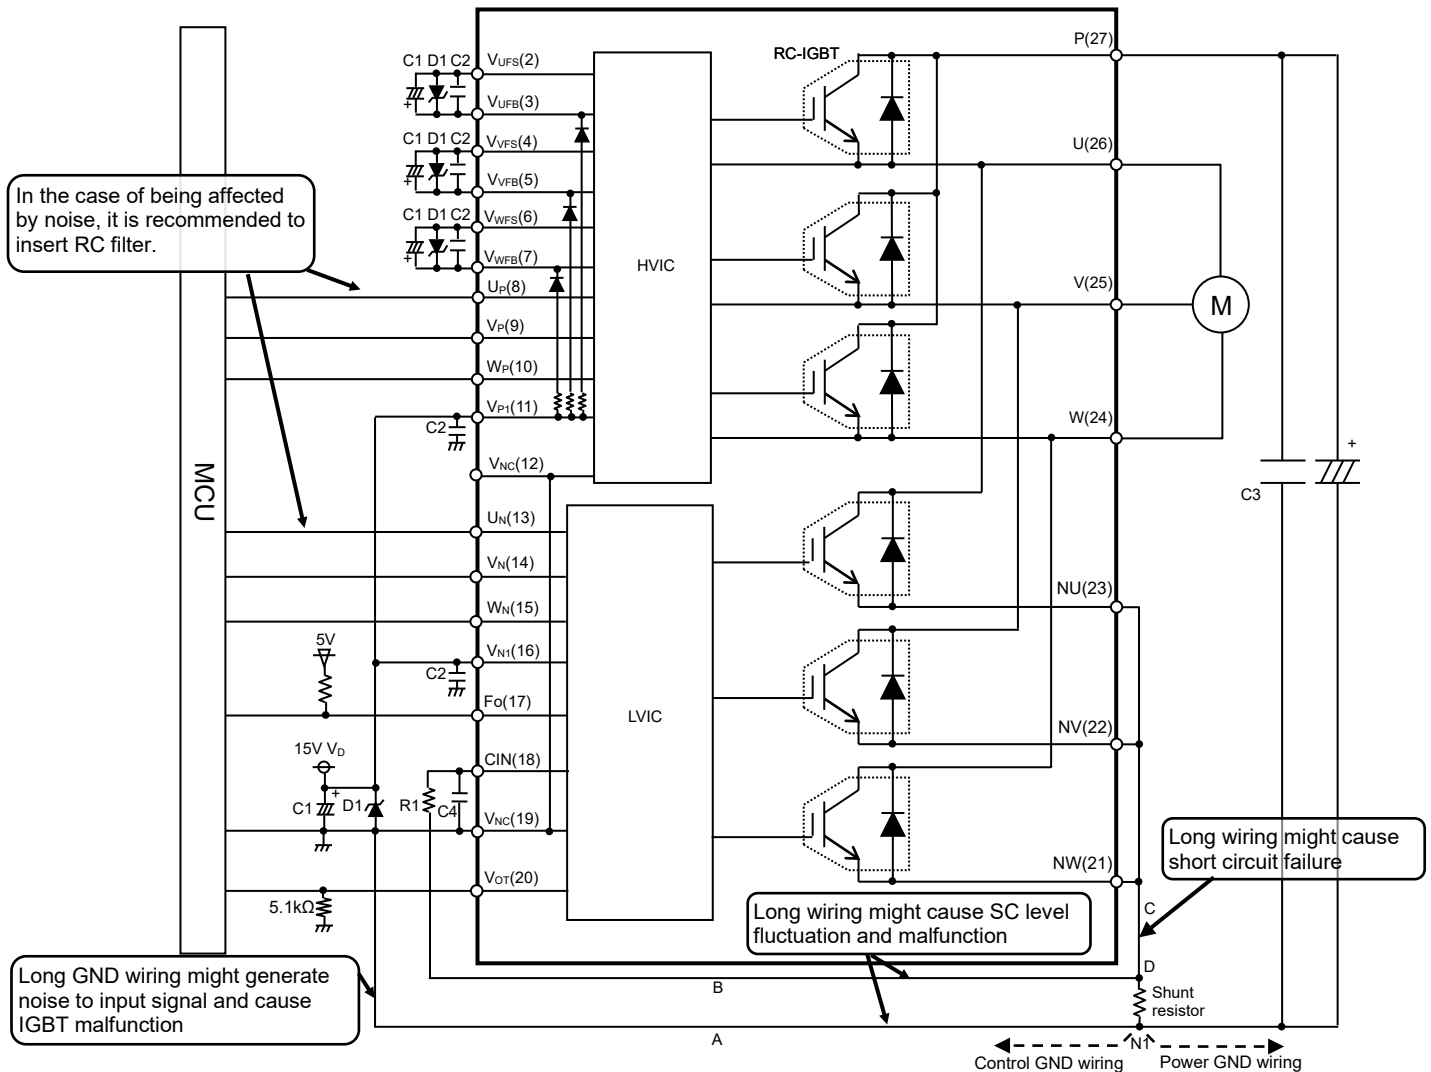 C1 D1 C2
+
VUFS(2)
VUFB(3)
C1 D1 C2
+
VVFS(4)
VVFB(5)
C1 D1 C2
+
VWFS(6)
VWFB(7)
UP(8)
VP(9)
WP(10)
VP1(11)
C2
VNC(12)
UN(13)
VN(14)
WN(15)
VN1(16)
C2
Fo(17)
CIN(18)
VNC(19)
VOT(20)
MCU
In the case of being affected
by noise, it is recommended to
insert RC filter.
5V
15V VD
+
C1
D1
R1
C4
5.1kΩ
HVIC
LVIC
RC-IGBT
P(27)
U(26)
V(25)
W(24)
NU(23)
NV(22)
NW(21)
M
+
C3
Long wiring might cause
short circuit failure
Long wiring might cause SC level
fluctuation and malfunction
Long GND wiring might generate
noise to input signal and cause
IGBT malfunction
C
D
B
A
Shunt
resistor
N1
Control GND wiring
Power GND wiring